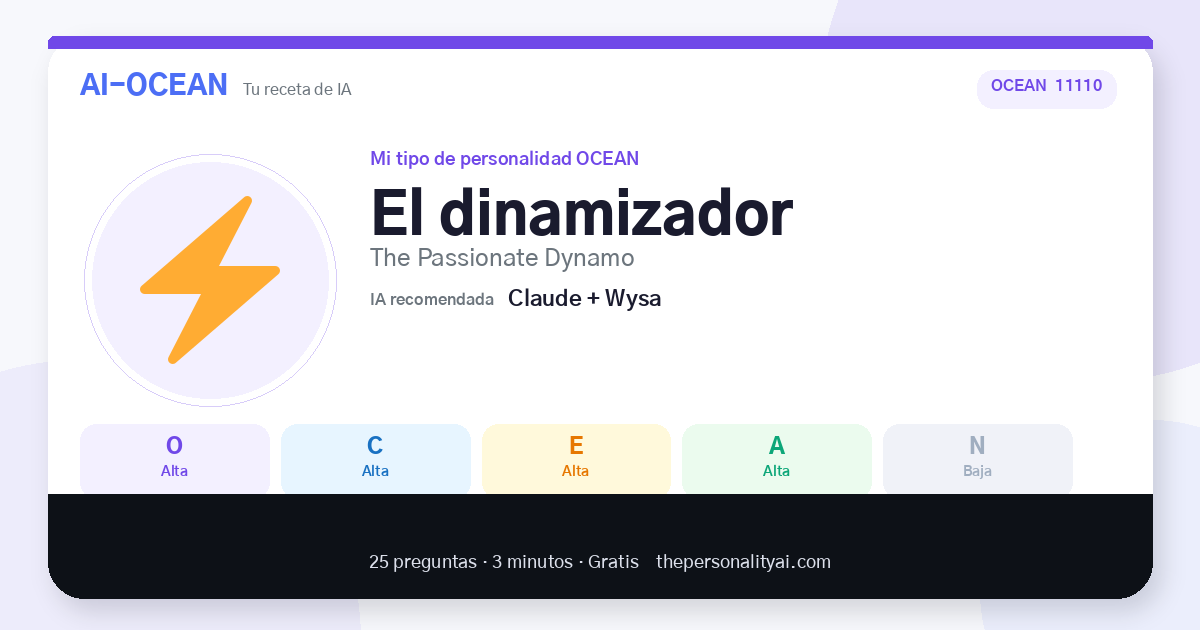 AI-OCEAN Tu receta de IA OCEAN 11110
Mi tipo de personalidad OCEAN
El dinamizador
The Passionate Dynamo
IA recomendada Claude + Wysa
O C E A N
Alta Alta Alta Alta Baja
25 preguntas · 3 minutos · Gratis thepersonalityai.com